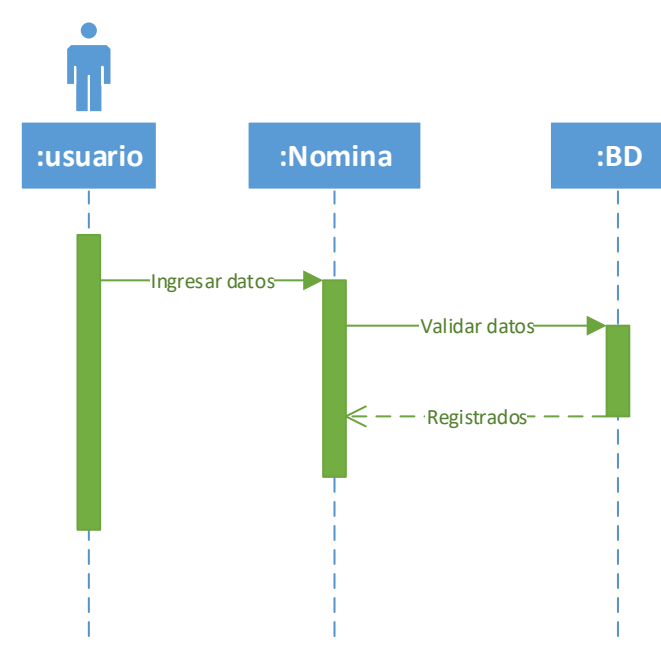 :usuario
:Nomina
:BD
Ingresar datos
Validar datos
Registrados